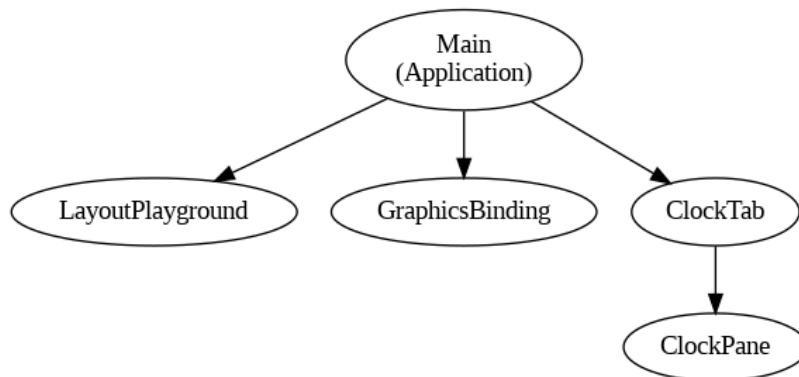 Main
(Application)
LayoutPlayground
GraphicsBinding
ClockTab
ClockPane